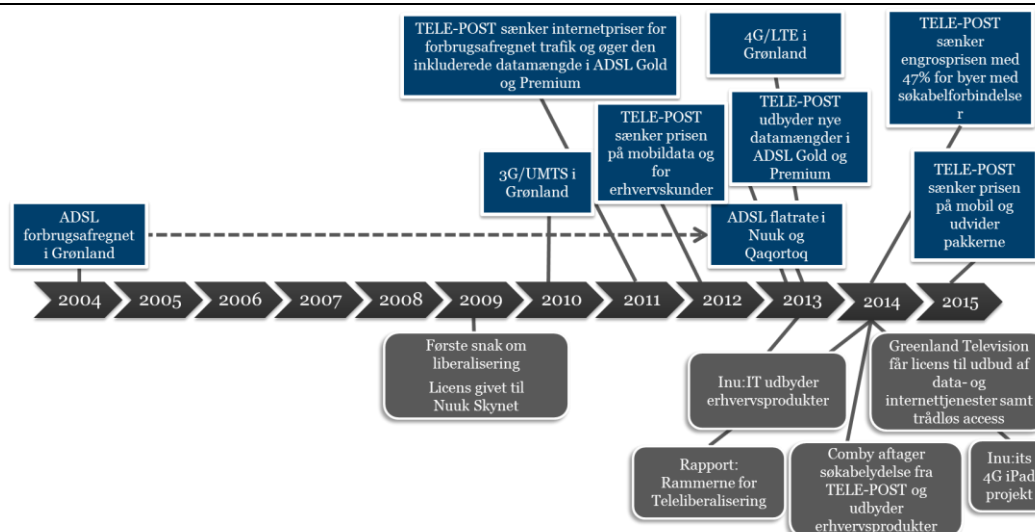 TELE-POST sænker internetpriser for
forbrugsafregnet trafik og øger den
inkluderede datamængde i ADSL Gold
og Premium
4G/LTE i
Grønland
TELE-POST
sænker
engrosprisen med
47% for byer med
søkabelforbindelse
r
TELE-POST
sænker prisen
på mobildata og
for
erhvervskunder
TELE-POST
udbyder nye
datamængder i
ADSL Gold og
Premium
3G/UMTS i
Grønland
TELE-POST
sænker prisen
på mobil og
udvider
pakkerne
ADSL
forbrugsafregnet
i Grønland
ADSL flatrate i
Nuuk og
Qaqortoq
2004
2005
2006
2007
2008
2009
2010
2011
2012
2013
2014
2015
Første snak om
liberalisering
Licens givet til
Nuuk Skynet
Inu:IT udbyder
erhvervsprodukter
Greenland Television
får licens til udbud af
data- og
internettjenester samt
trådløs access
Rapport:
Rammerne for
Teleliberalisering
Comby aftager
søkabelydelse fra
TELE-POST og
udbyder
erhvervsprodukter
Inu:its
4G iPad
projekt